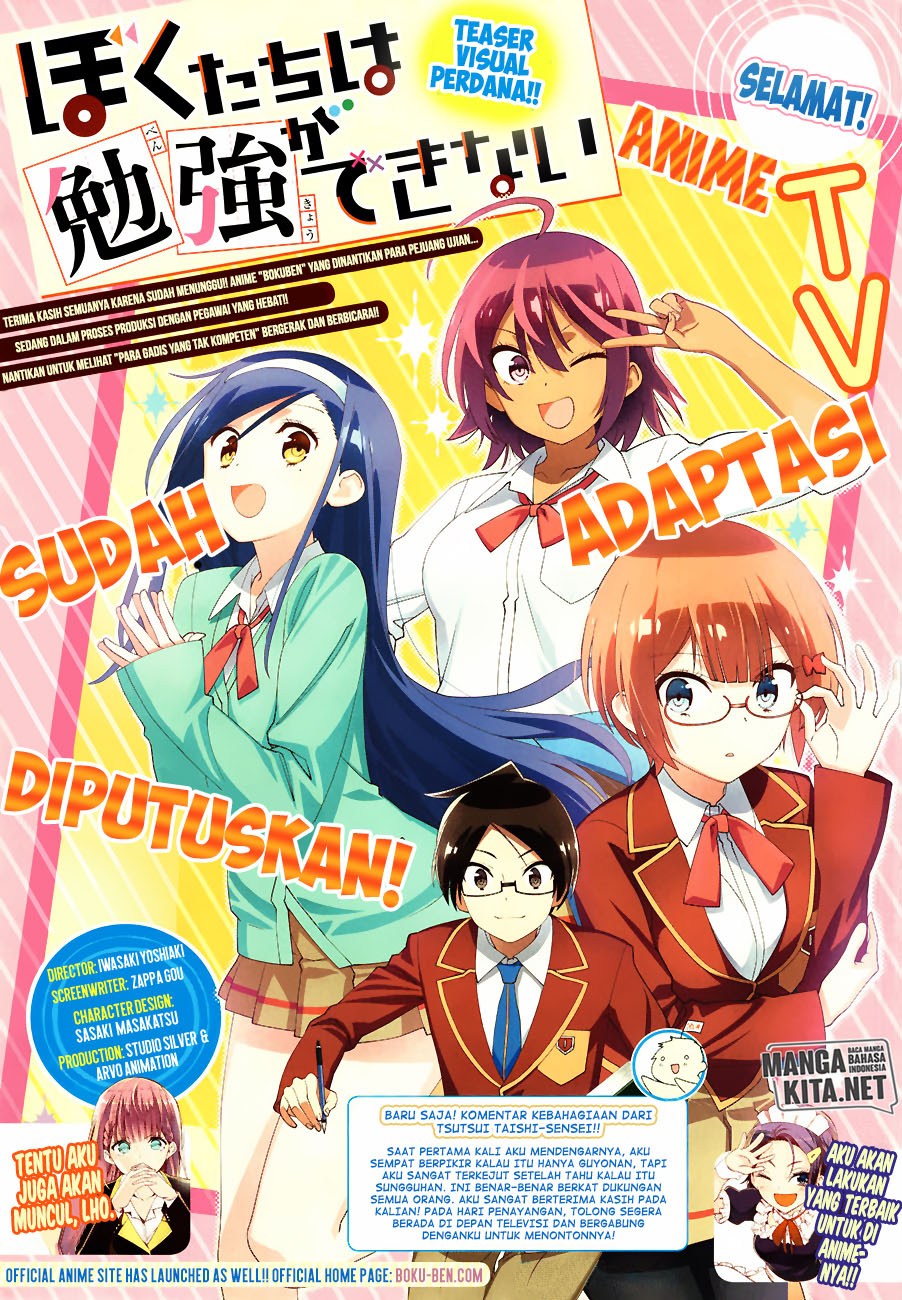 ぼくたちは
勉強ができない
べん
きょう
TEASER
VISUAL
PERDANA!!
SELAMAT!
ANIME
TV
TERIMA KASIH SEMUANYA KARENA SUDAH MENUNGGU!! ANIME "BOKUBEN" YANG DINANTIKAN PARA PEJUANG UJIAN...
SEDANG DALAM PROSES PRODUKSI DENGAN PEGAWAI YANG HEBAT!!
NANTIKAN UNTUK MELIHAT "PARA GADIS YANG TAK KOMPETEN" BERGERAK DAN BERBICARA!!
ADAPTASI
SUDAH
DIPUTUSKAN!
DIRECTOR: IWASAKI YOSHIAKI
SCREENWRITER: ZAPPA GOU
CHARACTER DESIGN:
SASAKI MASAKATSU
PRODUCTION: STUDIO SILVER &
ARVO ANIMATION
MANGA
KITA.NET
BACA MANGA
BAHASA
INDONESIA
BARU SAJA! KOMENTAR KEBAHAGIAAN DARI
TSUTSUI TAISHI-SENSEI!!
SAAT PERTAMA KALI AKU MENDENGARNYA, AKU
SEMPAT BERPIKIR KALAU ITU HANYA GUYONAN, TAPI
AKU SANGAT TERKEJUT SETELAH TAHU KALAU ITU
SUNGGUHAN. INI BENAR-BENAR BERKAT DUKUNGAN
SEMUA ORANG. AKU SANGAT BERTERIMA KASIH PADA
KALIAN! PADA HARI PENAYANGAN, TOLONG SEGERA
BERADA DI DEPAN TELEVISI DAN BERGABUNG
DENGANKU UNTUK MENONTONNYA!
TENTU AKU
JUGA AKAN
MUNCUL, LHO.
AKU AKAN
LAKUKAN
YANG TERBAIK
UNTUK DI
ANIME-
NYA!!
OFFICIAL ANIME SITE HAS LAUNCHED AS WELL!! OFFICIAL HOME PAGE: BOKU-BEN.COM